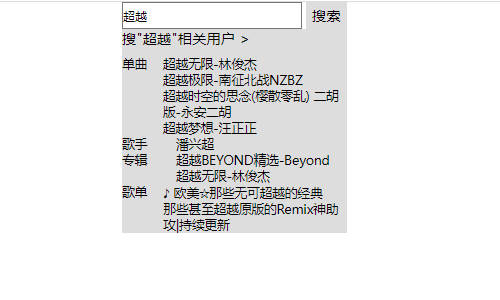 超越 搜索
搜"超越"相关用户 >
单曲 超越无限-林俊杰
超越极限-南征北战NZBZ
超越时空的思念(樱散零乱) 二胡
版-永安二胡
超越梦想-汪正正
歌手 潘兴超
专辑 超越BEYOND精选-Beyond
超越无限-林俊杰
歌单 ♪ 欧美☆那些无可超越的经典
那些甚至超越原版的Remix神助
攻|持续更新